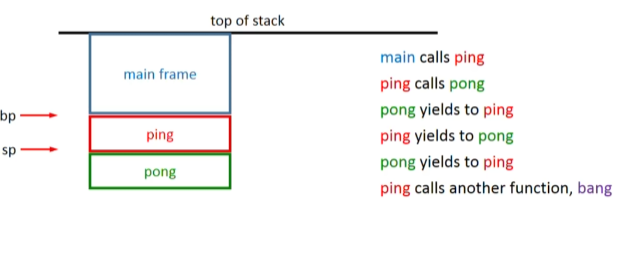 top of stack
main frame
bp
ping
sp
pong
main calls ping
ping calls pong
pong yields to ping
ping yields to pong
pong yields to ping
ping calls another function, bang